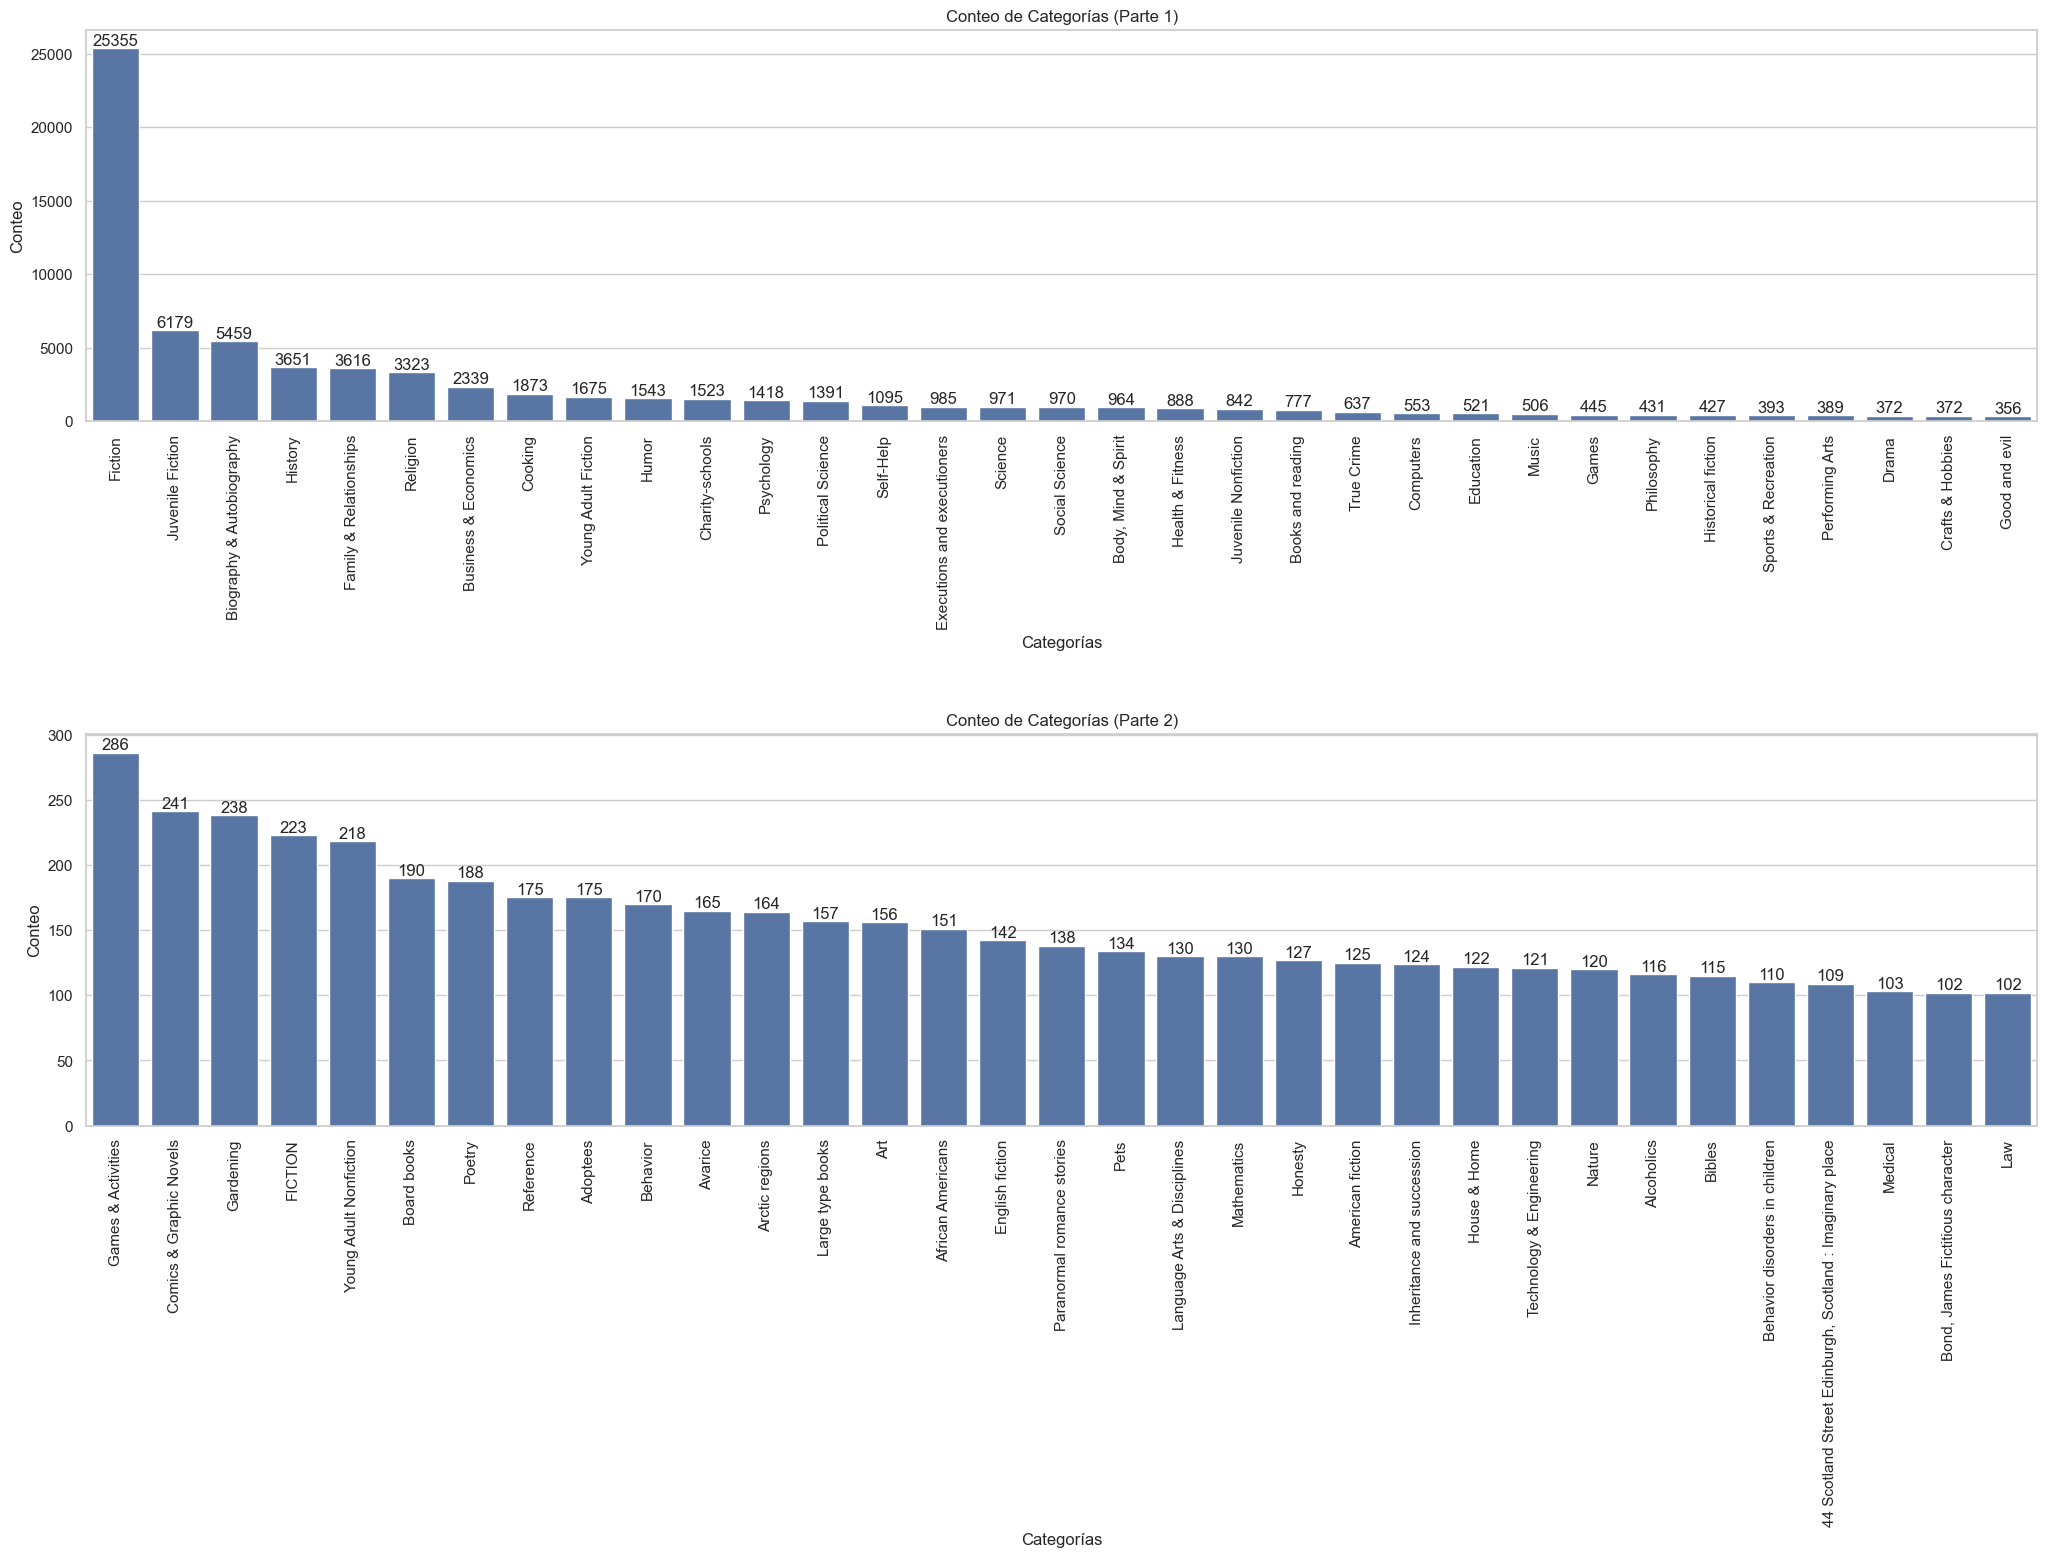 Conteo de Categorías (Parte 1)
Conteo
25000
20000
15000
10000
5000
0
25355
6179
5459
3651
3616
3323
2339
1873
1675
1543
1523
1418
1391
1095
985
971
970
964
888
842
777
637
553
521
506
445
431
427
393
389
372
372
356
Fiction
Juvenile Fiction
Biography & Autobiography
History
Family & Relationships
Religion
Business & Economics
Cooking
Young Adult Fiction
Humor
Charity-schools
Psychology
Political Science
Self-Help
Executions and executioners
Science
Social Science
Body, Mind & Spirit
Health & Fitness
Juvenile Nonfiction
Books and reading
True Crime
Computers
Education
Music
Games
Philosophy
Historical fiction
Sports & Recreation
Performing Arts
Drama
Crafts & Hobbies
Good and evil
Categorías
Conteo de Categorías (Parte 2)
Conteo
300
250
200
150
100
50
0
286
241
238
223
218
190
188
175
175
170
165
164
157
156
151
142
138
134
130
130
127
125
124
122
121
120
116
115
110
109
103
102
102
Games & Activities
Comics & Graphic Novels
Gardening
FICTION
Young Adult Nonfiction
Board books
Poetry
Reference
Adoptees
Behavior
Avarice
Arctic regions
Large type books
Art
African Americans
English fiction
Paranormal romance stories
Pets
Language Arts & Disciplines
Mathematics
Honesty
American fiction
Inheritance and succession
House & Home
Technology & Engineering
Nature
Alcoholics
Bibles
Behavior disorders in children
44 Scotland Street Edinburgh, Scotland : Imaginary place
Medical
Bond, James Fictitious character
Law
Categorías